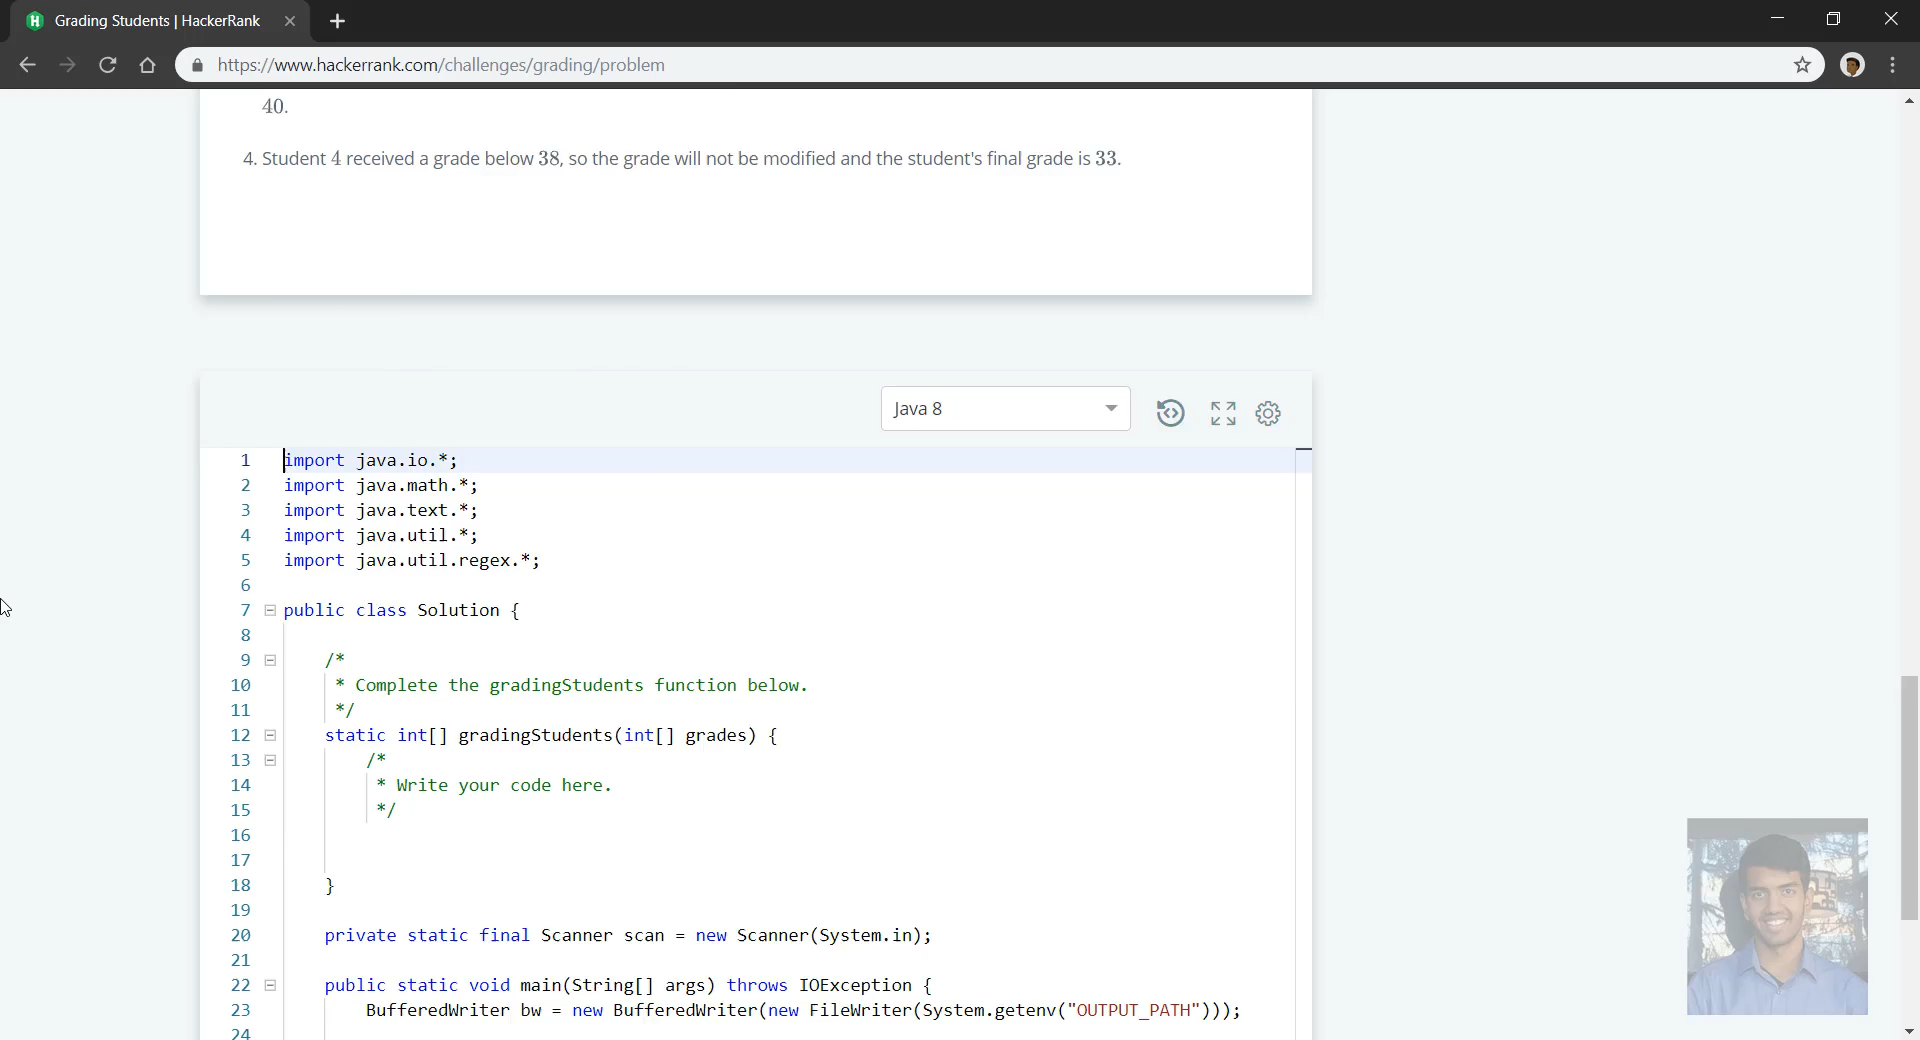 Grading Students | HackerRank
https://www.hackerrank.com/challenges/grading/problem
40.
4. Student 4 received a grade below 38, so the grade will not be modified and the student's final grade is 33.
Java 8
1 import java.io.*;
2 import java.math.*;
3 import java.text.*;
4 import java.util.*;
5 import java.util.regex.*;
6
7 public class Solution {
8
9 /*
10 * Complete the gradingStudents function below.
11 */
12 static int[] gradingStudents(int[] grades) {
13 /*
14 * Write your code here.
15 */
16
17
18 }
19
20 private static final Scanner scan = new Scanner(System.in);
21
22 public static void main(String[] args) throws IOException {
23 BufferedWriter bw = new BufferedWriter(new FileWriter(System.getenv("OUTPUT_PATH")));
24